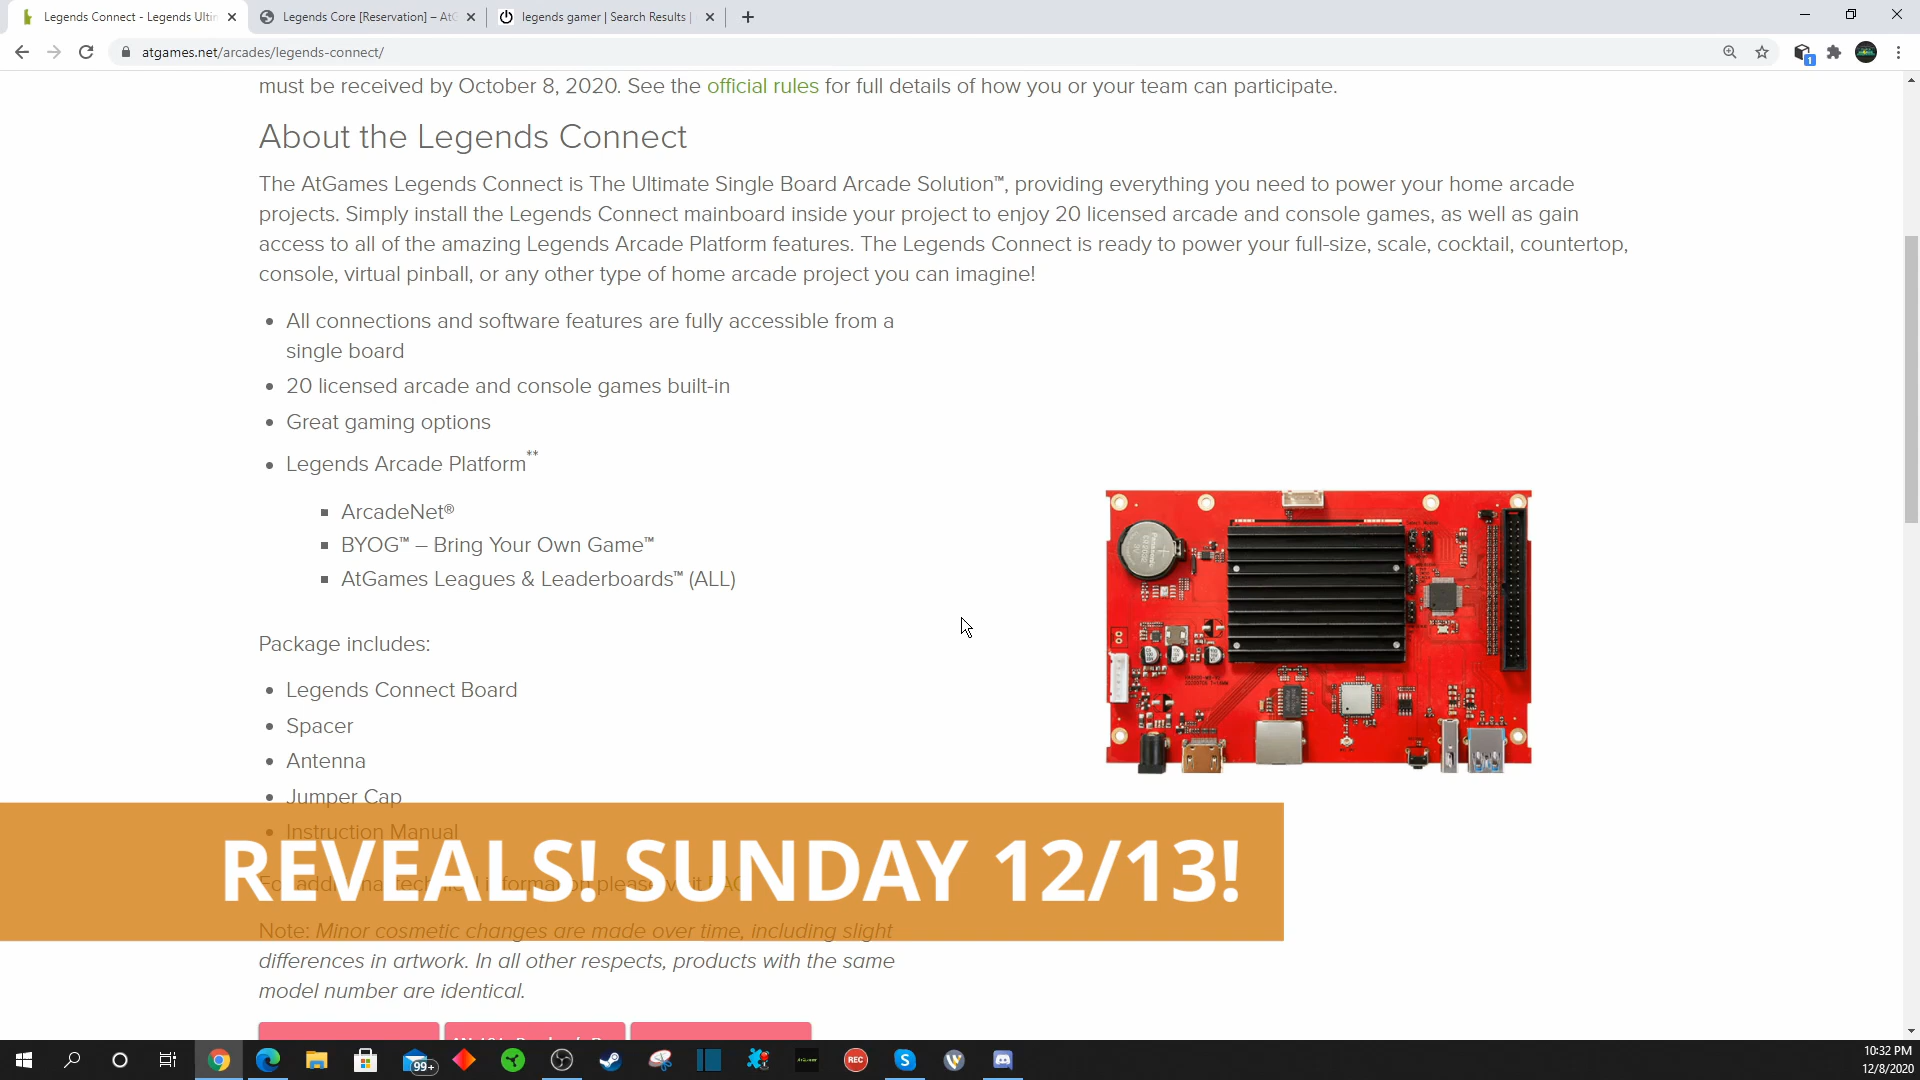 Legends Connect - Legends Ultim
Legends Core [Reservation] – AtG
legends gamer | Search Results |
atgames.net/arcades/legends-connect/
1
must be received by October 8, 2020. See the official rules for full details of how you or your team can participate.
About the Legends Connect
The AtGames Legends Connect is The Ultimate Single Board Arcade Solution™, providing everything you need to power your home arcade
projects. Simply install the Legends Connect mainboard inside your project to enjoy 20 licensed arcade and console games, as well as gain
access to all of the amazing Legends Arcade Platform features. The Legends Connect is ready to power your full-size, scale, cocktail, countertop,
console, virtual pinball, or any other type of home arcade project you can imagine!
All connections and software features are fully accessible from a
single board
20 licensed arcade and console games built-in
Great gaming options
Legends Arcade Platform**
ArcadeNet®
BYOG™ – Bring Your Own Game™
AtGames Leagues & Leaderboards™ (ALL)
Package includes:
Legends Connect Board
Spacer
Antenna
Jumper Cap
Instruction Manual
REVEALS! SUNDAY 12/13!
Note: Minor cosmetic changes are made over time, including slight
differences in artwork. In all other respects, products with the same
model number are identical.
99+
REC
10:32 PM
12/8/2020